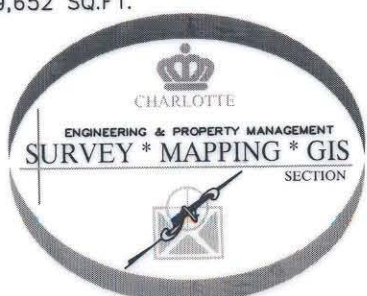 9,652 SQ.FT.
CHARLOTTE
ENGINEERING & PROPERTY MANAGEMENT
SURVEY * MAPPING * GIS
SECTION